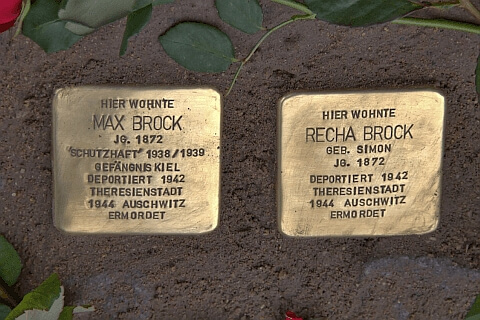 HIER WOHNTE
MAX BROCK
JG. 1872
"SCHUTZHAFT" 1938/1939
GEFÄNGNIS KIEL
DEPORTIERT 1942
THERESIENSTADT
1944 AUSCHWITZ
ERMORDET
HIER WOHNTE
RECHA BROCK
GEB. SIMON
JG. 1872
DEPORTIERT 1942
THERESIENSTADT
1944 AUSCHWITZ
ERMORDET